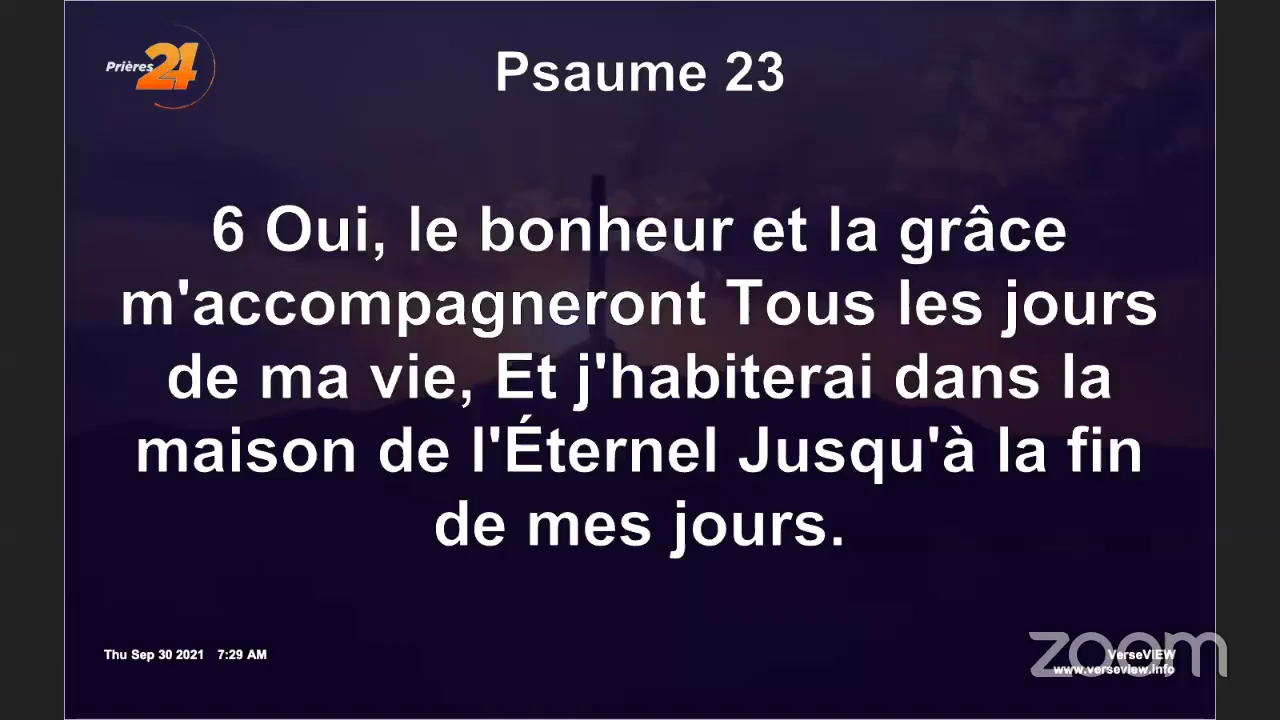 Prières 24
Psaume 23
6 Oui, le bonheur et la grâce
m'accompagneront Tous les jours
de ma vie, Et j'habiterai dans la
maison de l'Éternel Jusqu'à la fin
de mes jours.
Thu Sep 30 2021 7:29 AM
zoom
VerseVIEW
www.verseview.info